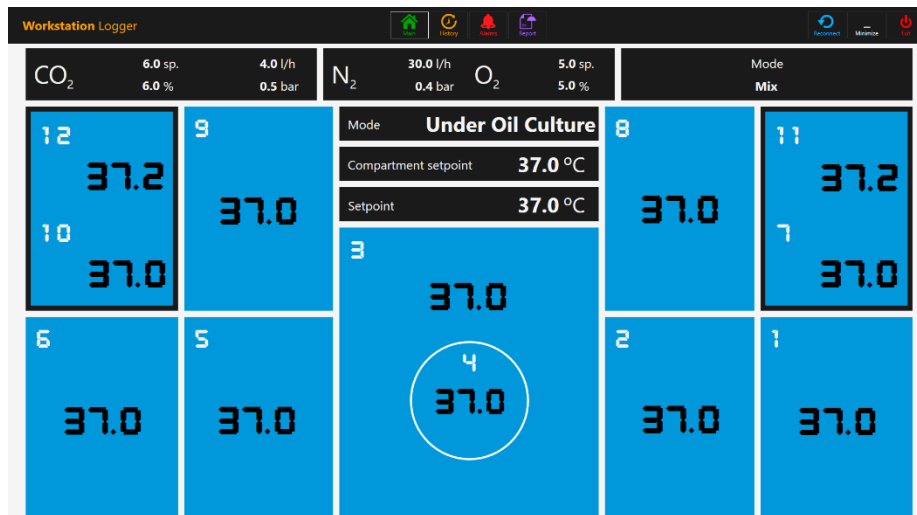 Workstation Logger
Main
History
Alarms
Report
Reconnect
Minimize
Exit
CO2
6.0 sp.
4.0 l/h
6.0 %
0.5 bar
N2
30.0 l/h
0.4 bar
O2
5.0 sp.
5.0 %
Mode
Mix
12
37.2
10
37.0
9
37.0
Mode Under Oil Culture
Compartment setpoint 37.0 °C
Setpoint 37.0 °C
8
37.0
11
37.2
7
37.0
3
37.0
4
37.0
6
37.0
5
37.0
2
37.0
1
37.0